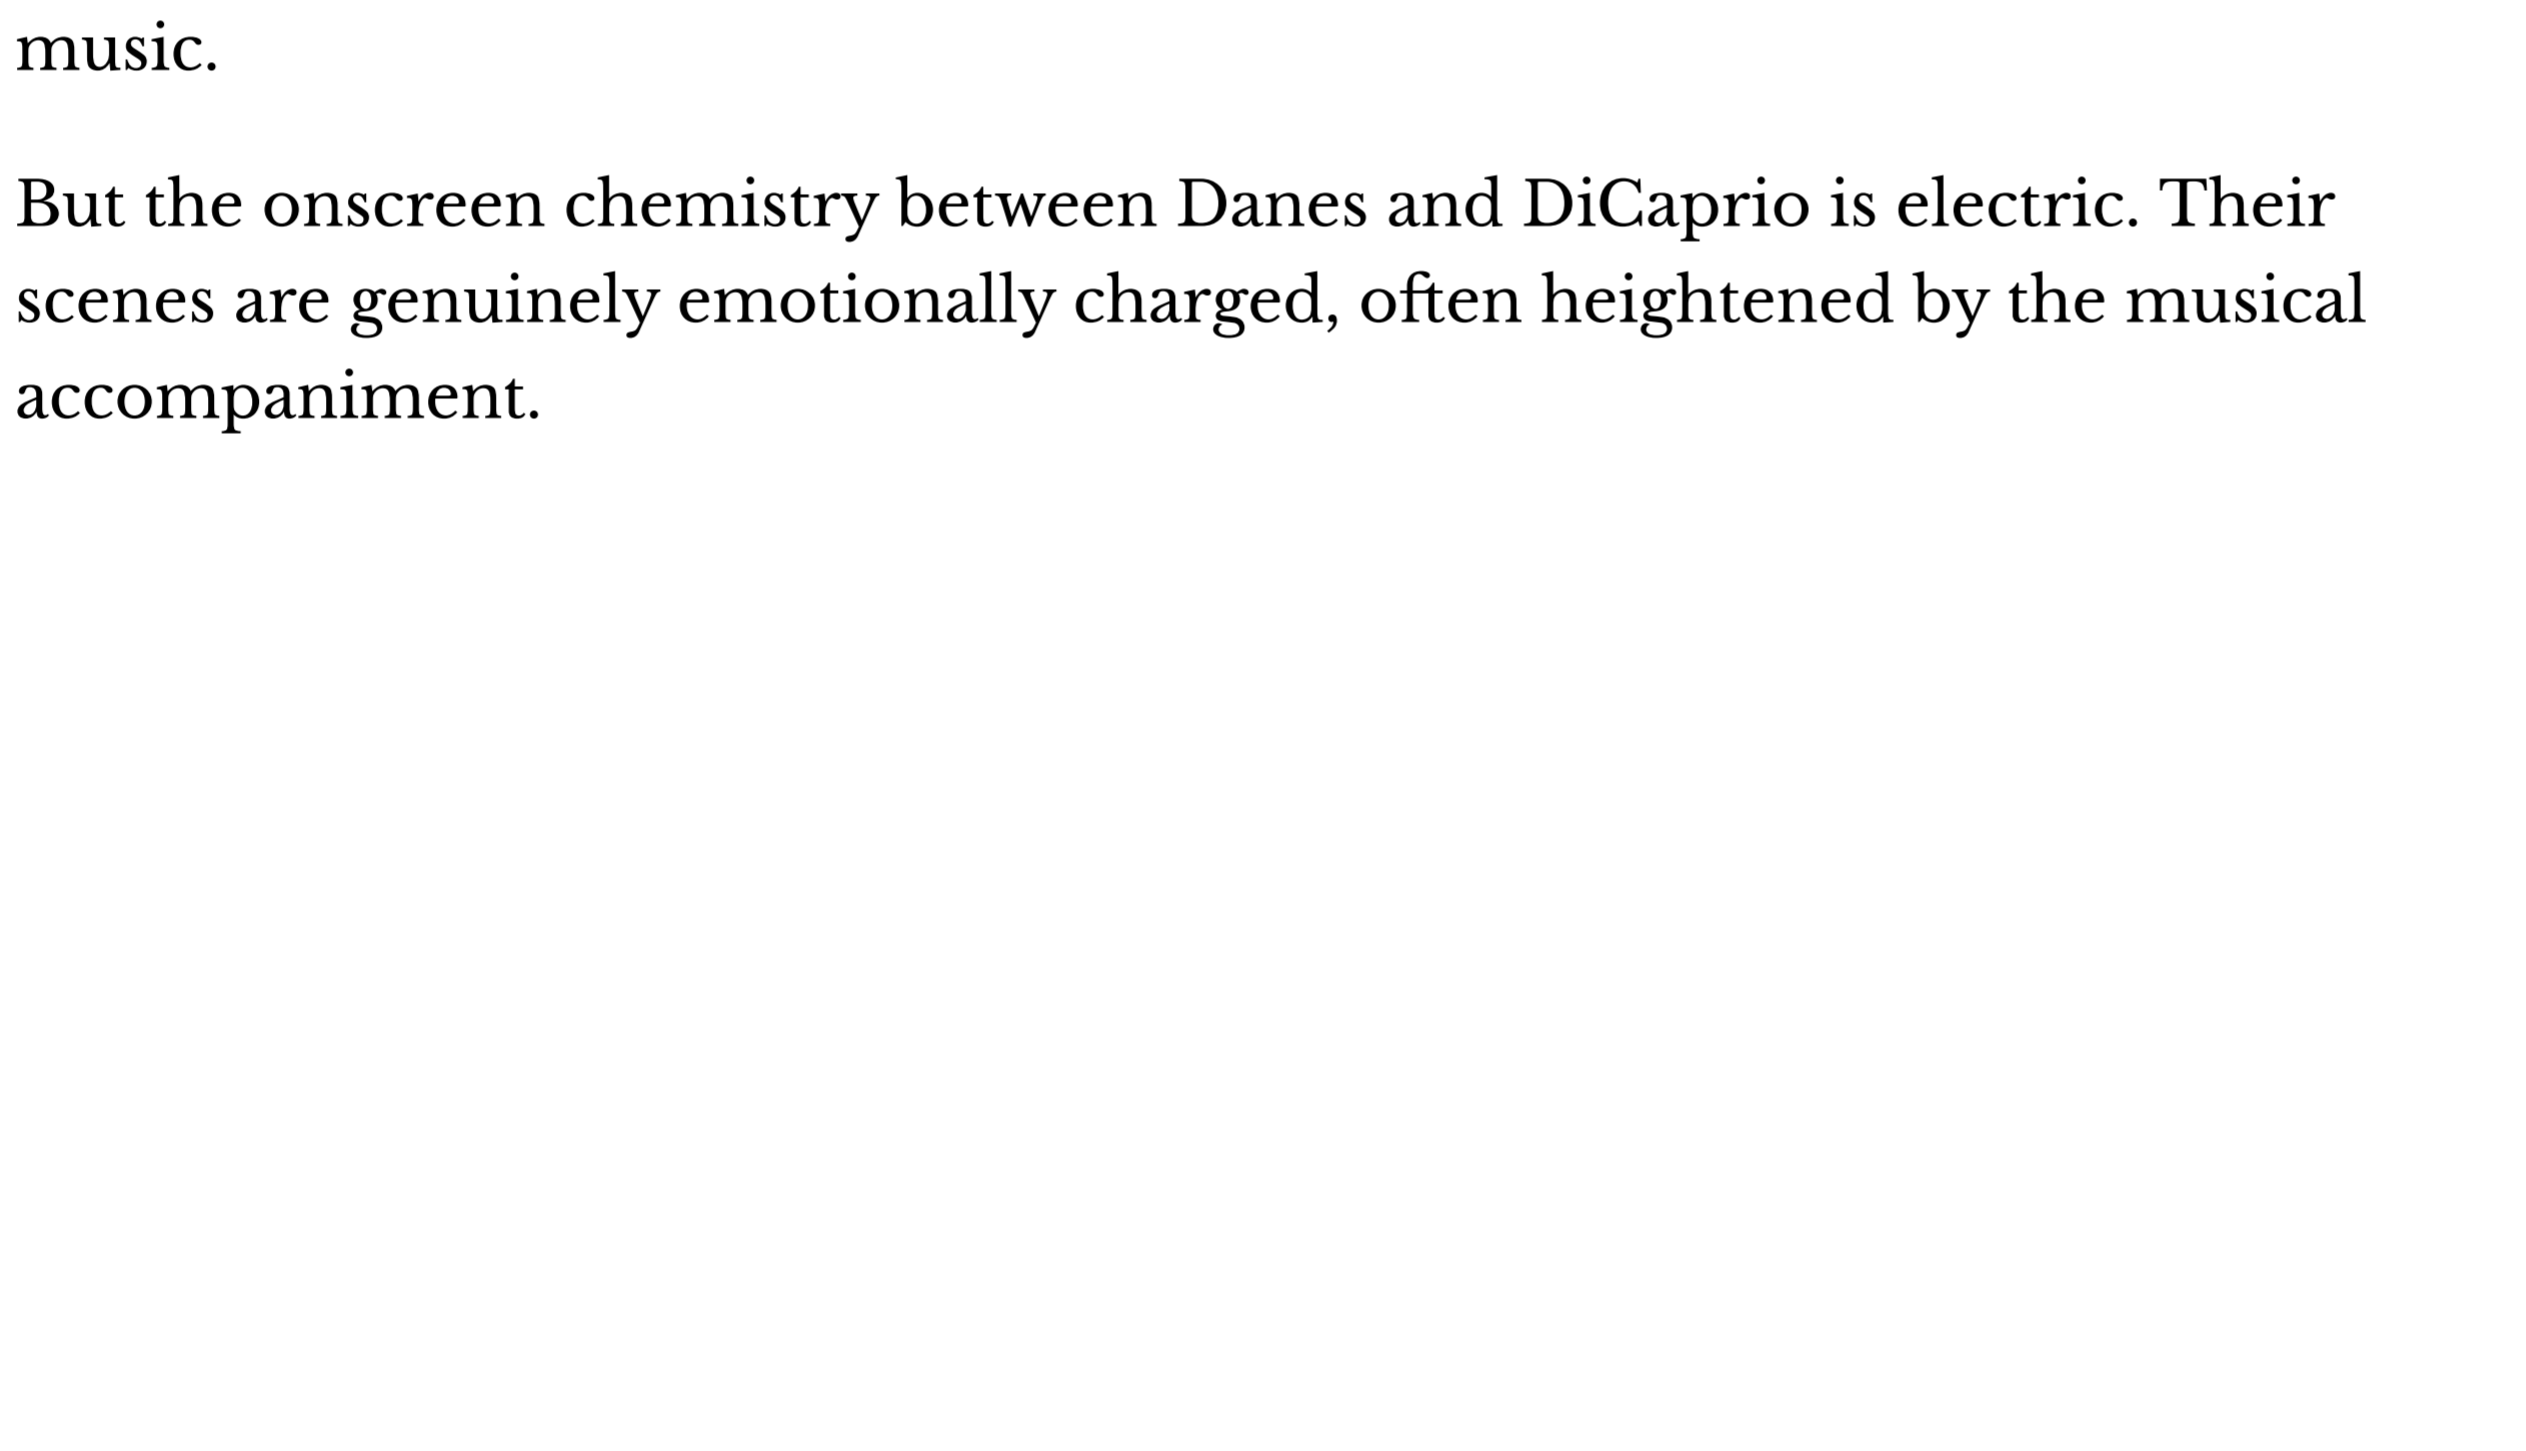 music.
But the onscreen chemistry between Danes and DiCaprio is electric. Their
scenes are genuinely emotionally charged, often heightened by the musical
accompaniment.